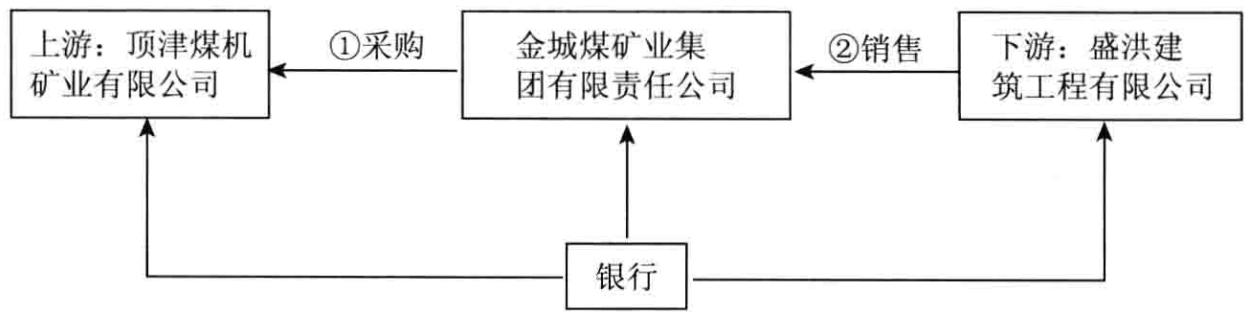 上游：顶津煤机
矿业有限公司
①采购
金城煤矿业集
团有限责任公司
②销售
下游：盛洪建
筑工程有限公司
银行